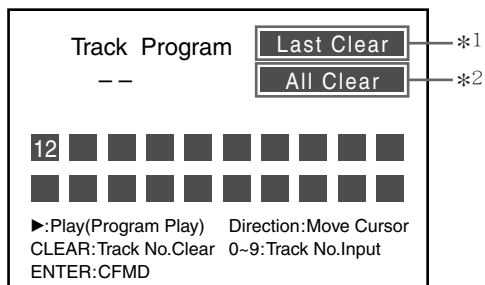 Track Program Last Clear *1
-- All Clear *2
12
►:Play(Program Play) Direction:Move Cursor
CLEAR:Track No.Clear 0~9:Track No.Input
ENTER:CFMD